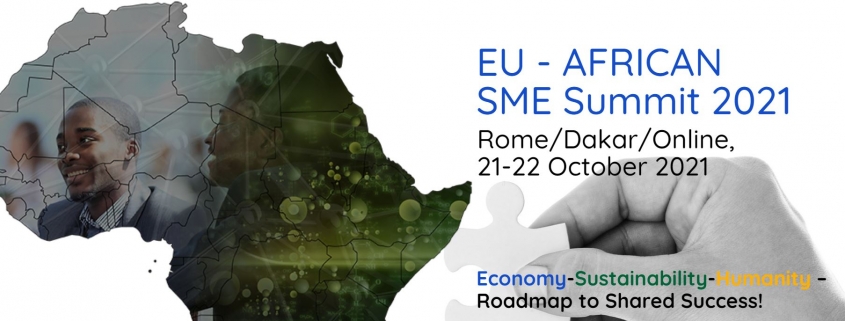 EU - AFRICAN
SME Summit 2021
Rome/Dakar/Online,
21-22 October 2021
Economy-Sustainability-Humanity –
Roadmap to Shared Success!